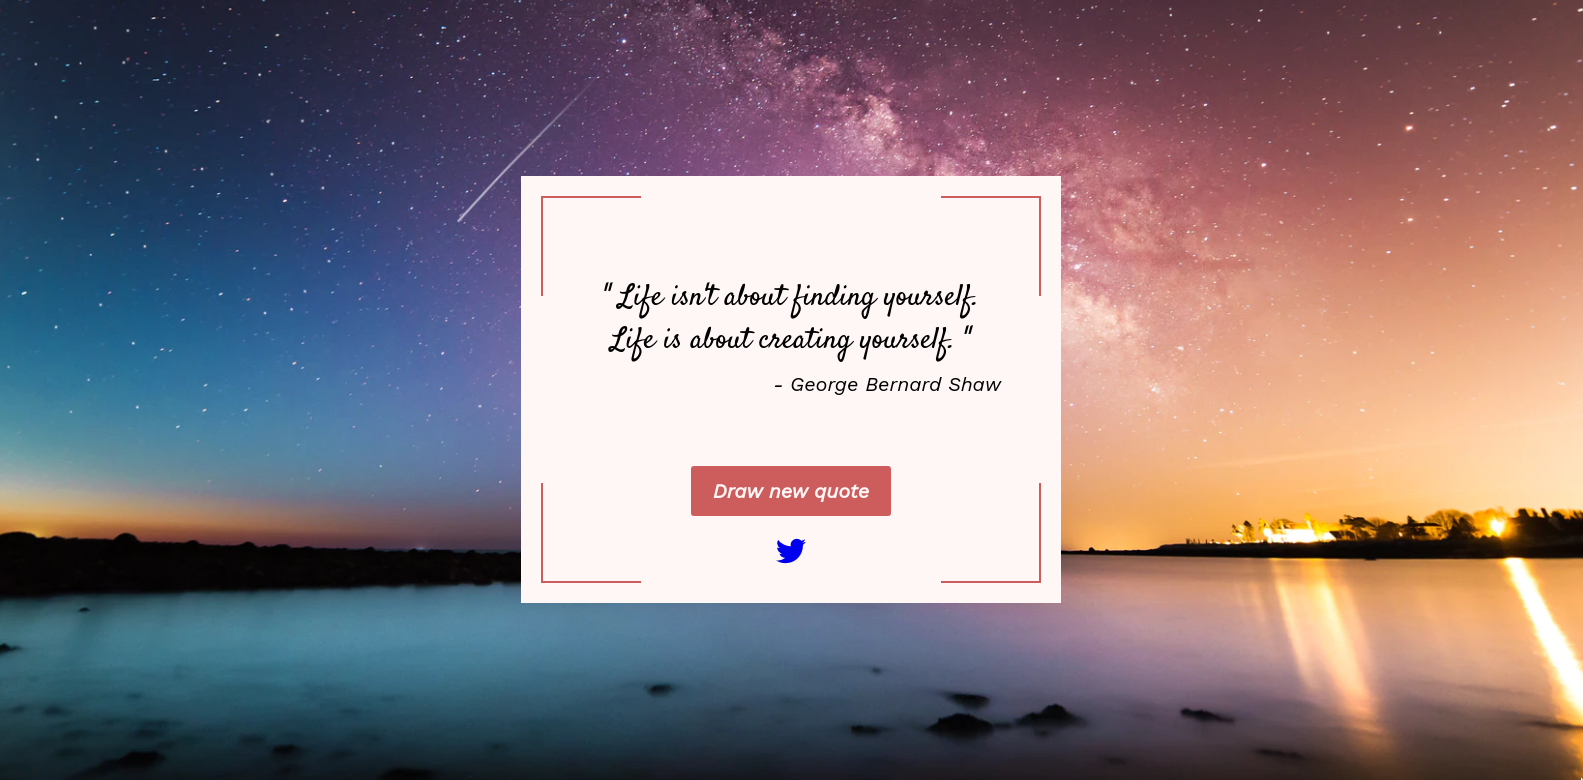 " Life isn't about finding yourself.
Life is about creating yourself. "
- George Bernard Shaw
Draw new quote